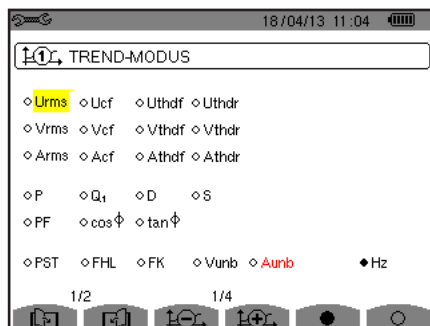 18/04/13 11:04
1 TREND-MODUS
Urms Ucf Uthdf Uthdr
Vrms Vcf Vthdf Vthdr
Arms Acf Athdf Athdr
P Q₁ D S
PF cosΦ tanΦ
PST FHL FK Vunb Aunb Hz
1/2 1/4